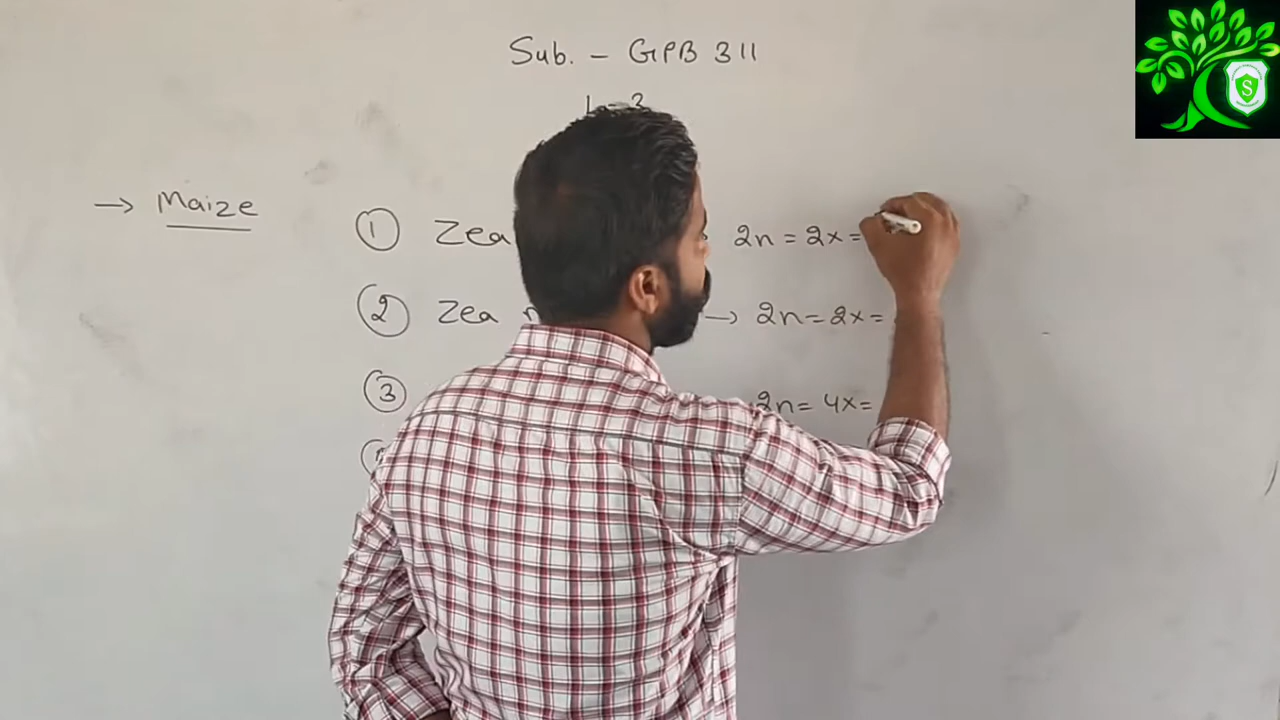 Sub. - GPB 311
L-3
→ Maize
① Zea 2n = 2x =
② Zea → 2n = 2x =
③ 2n = 4x =
S